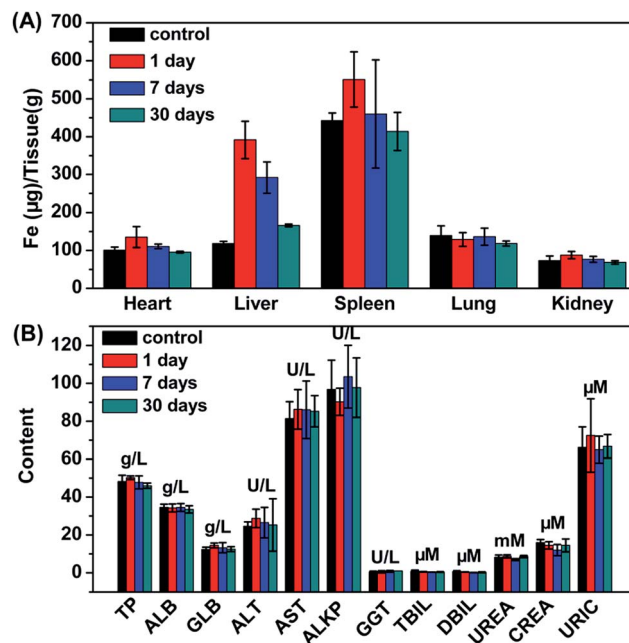 (A)
700
600
500
400
300
200
100
0
Fe (μg)/Tissue(g)
control
1 day
7 days
30 days
Heart Liver Spleen Lung Kidney
(B)
120
100
80
60
40
20
0
Content
control
1 day
7 days
30 days
g/L g/L g/L U/L U/L U/L U/L μM μM mM μM μM
TP ALB GLB ALT AST ALKP GGT TBIL DBIL UREA CREA URIC